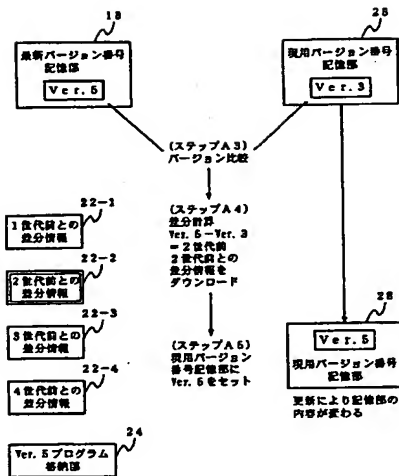 18
最新バージョン番号
記憶部
Ver.5
28
現用バージョン番号
記憶部
Ver.3
(ステップA3)
バージョン比較
(ステップA4)
差分計算
Ver.5-Ver.3
=2世代前
2世代前との
差分情報を
ダウンロード
(ステップA5)
現用バージョン
番号記憶部に
Ver.5をセット
22-1
1世代前との
差分情報
22-2
2世代前との
差分情報
22-3
3世代前との
差分情報
22-4
4世代前との
差分情報
24
Ver.5プログラム
格納部
28
Ver.5
現用バージョン番号
記憶部
更新により記憶部の
内容が変わる